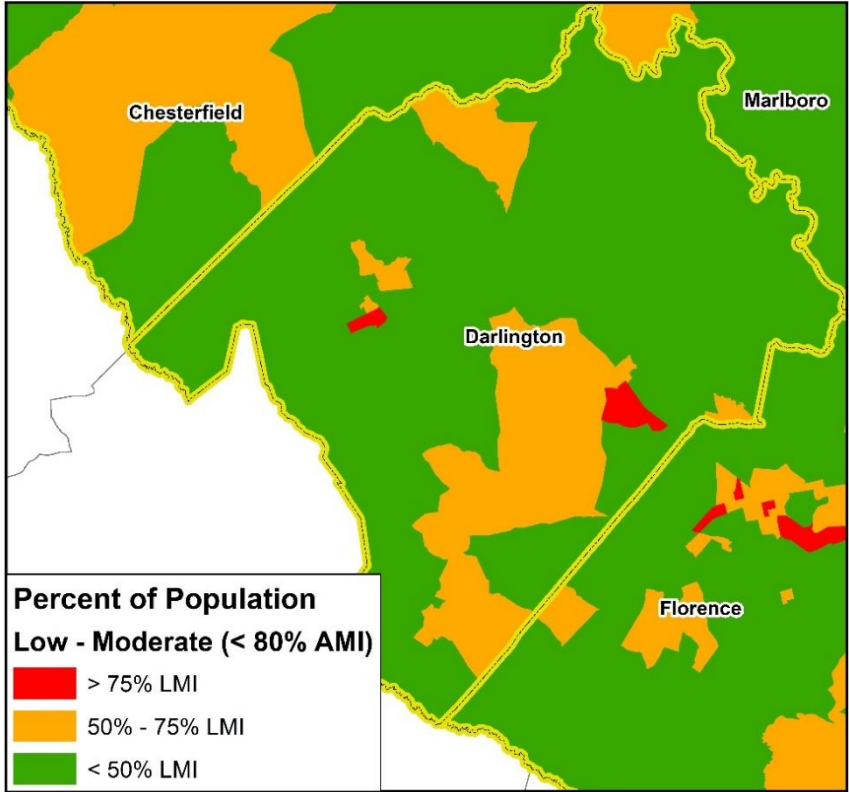 Chesterfield
Marlboro
Darlington
Florence
Percent of Population
Low - Moderate (< 80% AMI)
> 75% LMI
50% - 75% LMI
< 50% LMI